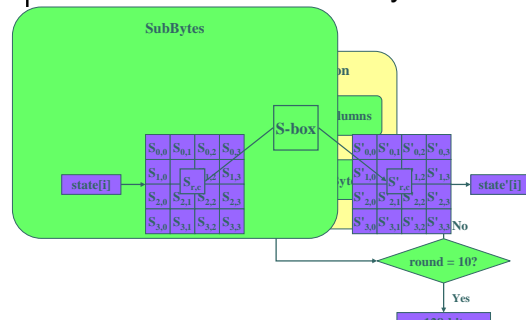 SubBytes
on
lumns
S-box
S0,0 S0,1 S0,2 S0,3
S1,0 S1,3
Sr,c
S2,0 S2,1 S2,2 S2,3
S3,0 S3,1 S3,2 S3,3
S'0,0 S'0,1 S'0,2 S'0,3
S'1,0 S'1,3
S'r,c
S'2,0 S'2,1 S'2,2 S'2,3
S'3,0 S'3,1 S'3,2 S'3,3
state[i]
state'[i]
No
round = 10?
Yes